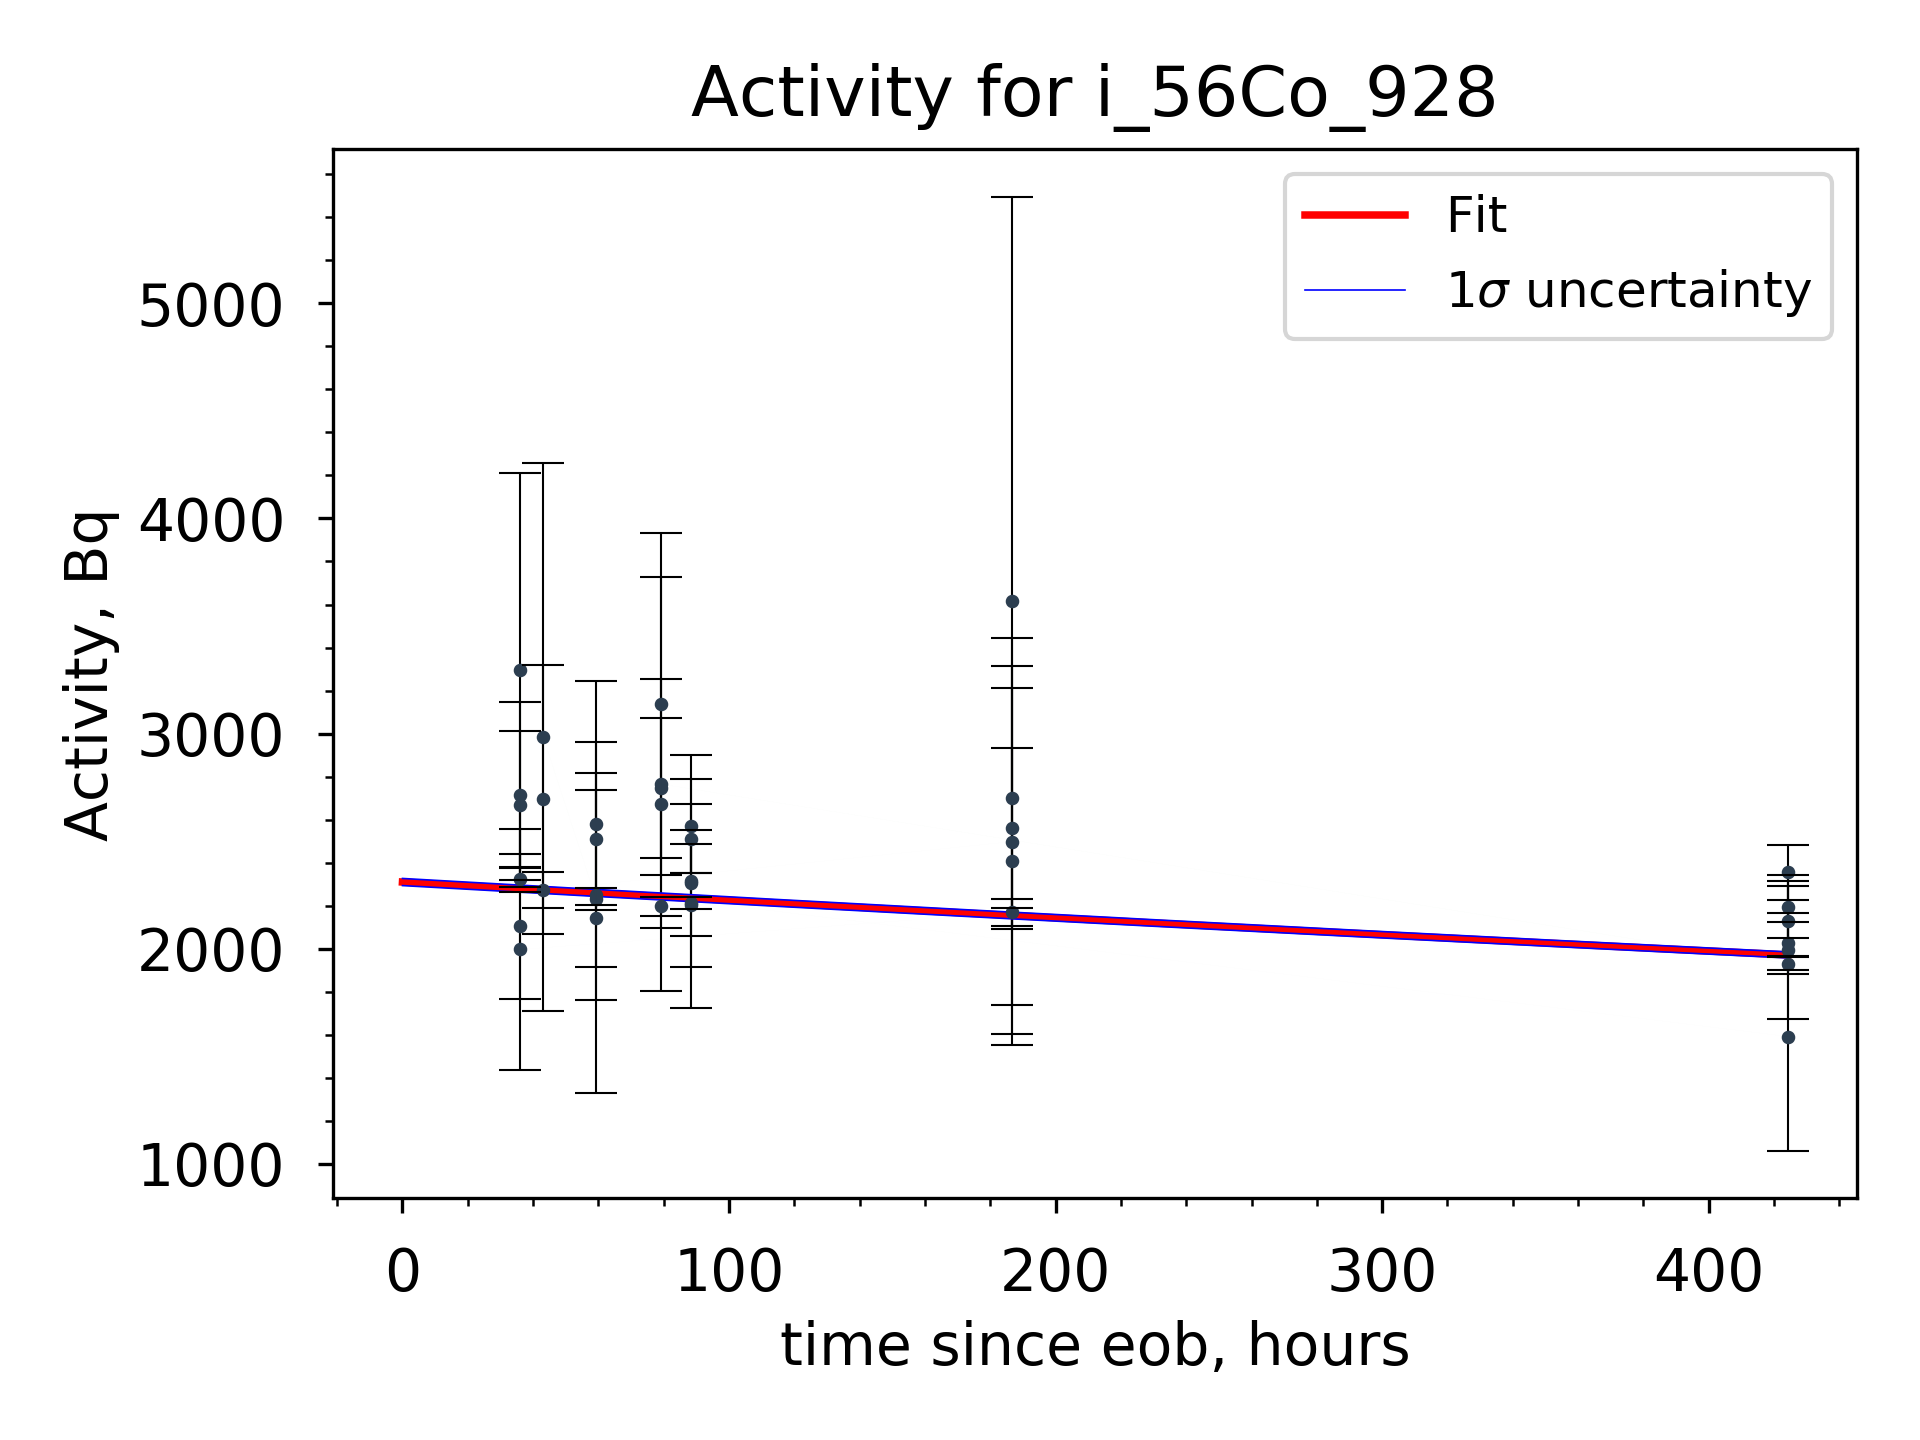 Activity for i_56Co_928
Fit
1σ uncertainty
Activity, Bq
5000
4000
3000
2000
1000
0 100 200 300 400
time since eob, hours